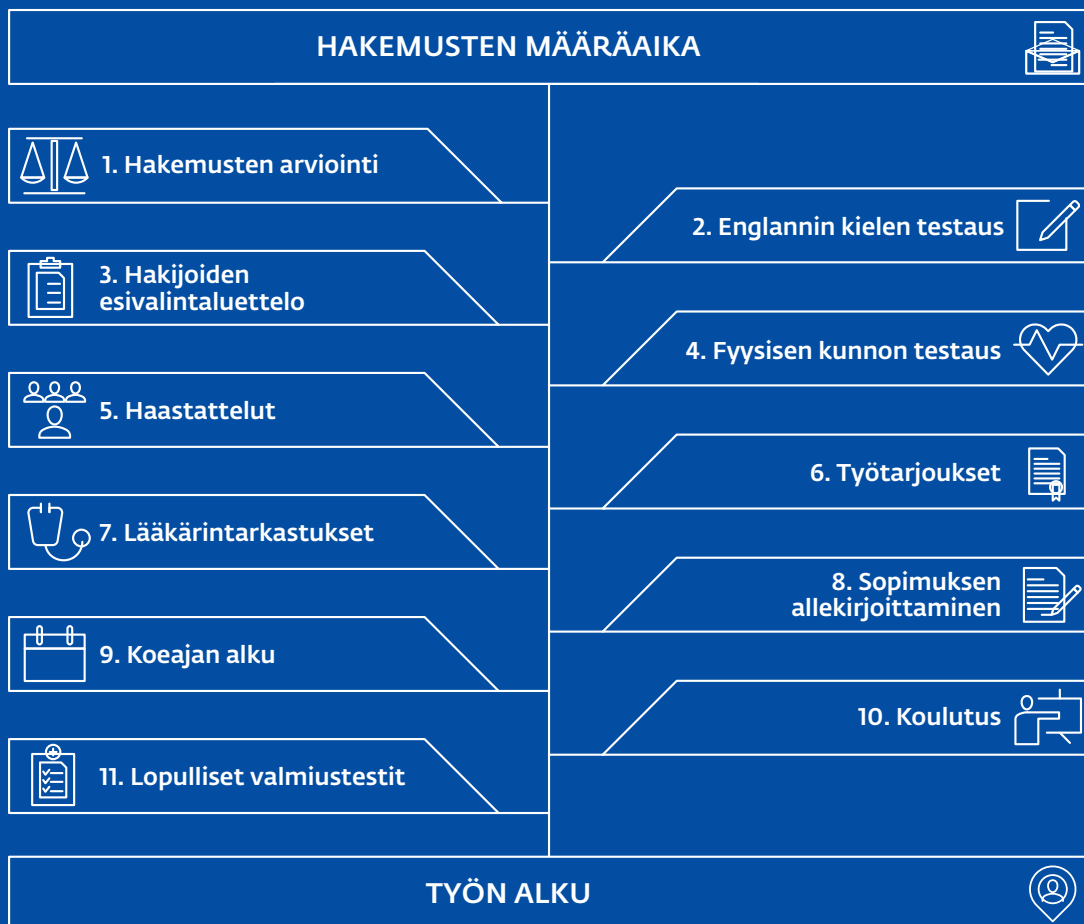 HAKEMUSTEN MÄÄRÄAIKA
1. Hakemusten arviointi
2. Englannin kielen testaus
3. Hakijoiden
esivalintaluettelo
4. Fyysisen kunnon testaus
5. Haastattelut
6. Työtarjoukset
7. Lääkärintarkastukset
8. Sopimuksen
allekirjoittaminen
9. Koeajan alku
10. Koulutus
11. Lopulliset valmiustestit
TYÖN ALKU